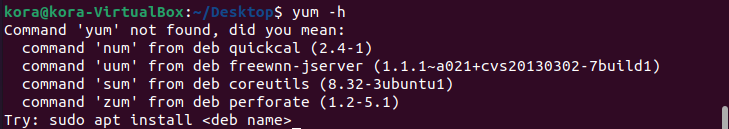 kora@kora-VirtualBox:~/Desktop$ yum -h
Command 'yum' not found, did you mean:
  command 'num' from deb quickcal (2.4-1)
  command 'uum' from deb freewnn-jserver (1.1.1~a021+cvs20130302-7build1)
  command 'sum' from deb coreutils (8.32-3ubuntu1)
  command 'zum' from deb perforate (1.2-5.1)
Try: sudo apt install <deb name>